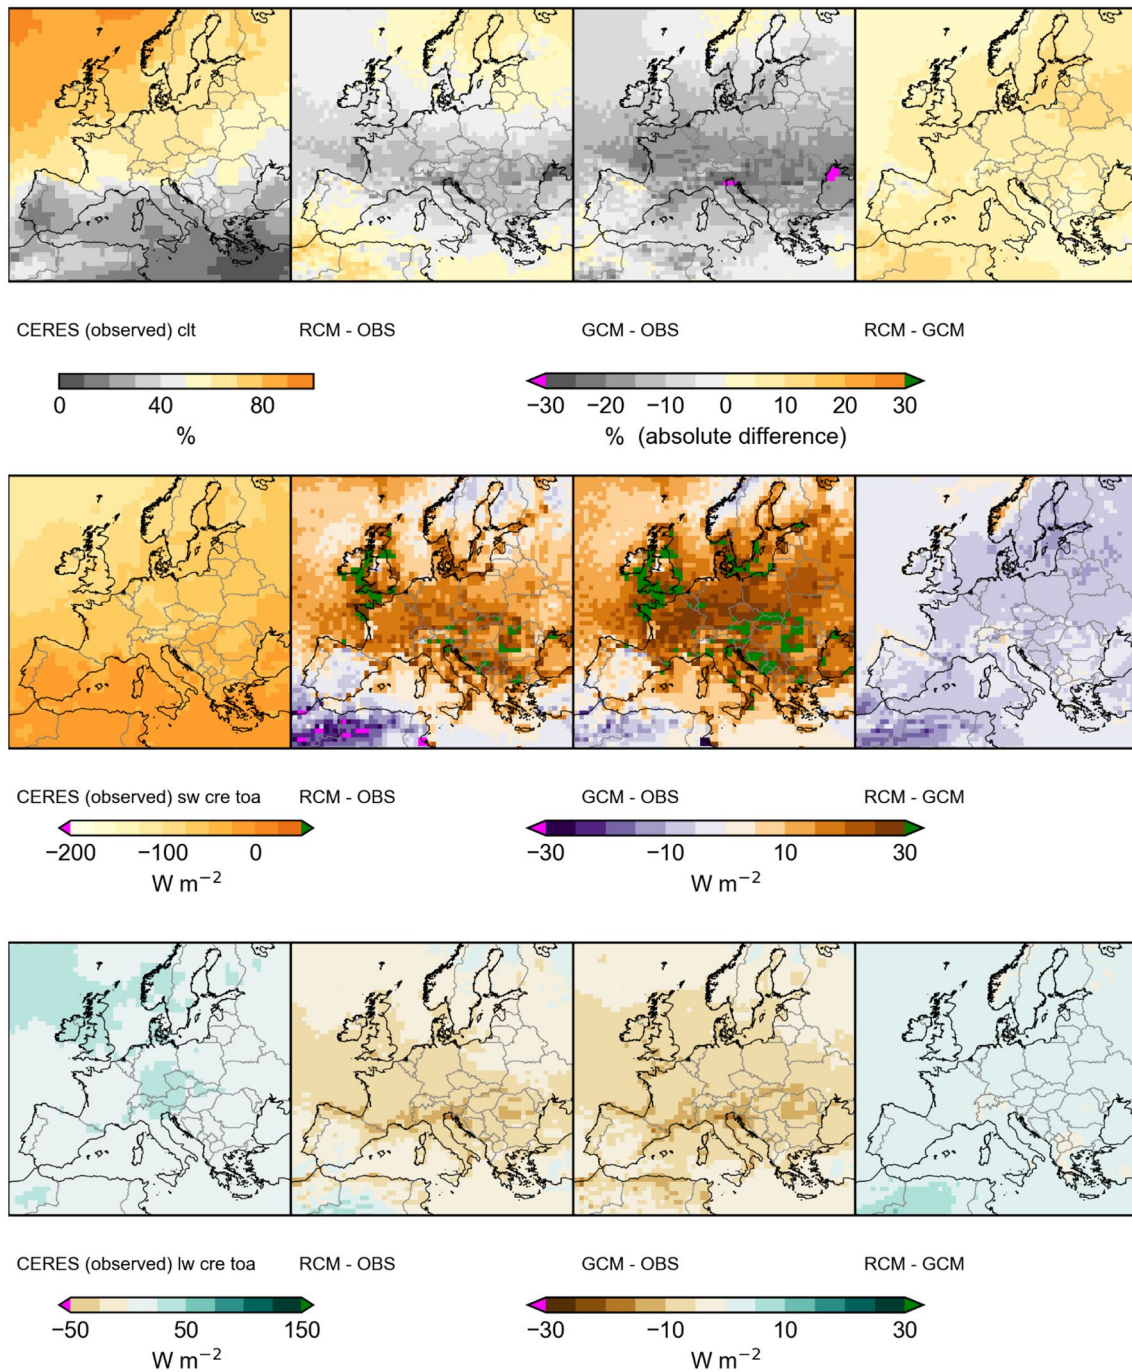 CERES (observed) clt RCM - OBS GCM - OBS RCM - GCM
0 40 80 −30 −20 −10 0 10 20 30
% % (absolute difference)
CERES (observed) sw cre toa RCM - OBS GCM - OBS RCM - GCM
−200 −100 0 −30 −10 10 30
W m⁻² W m⁻²
CERES (observed) lw cre toa RCM - OBS GCM - OBS RCM - GCM
−50 50 150 −30 −10 10 30
W m⁻² W m⁻²